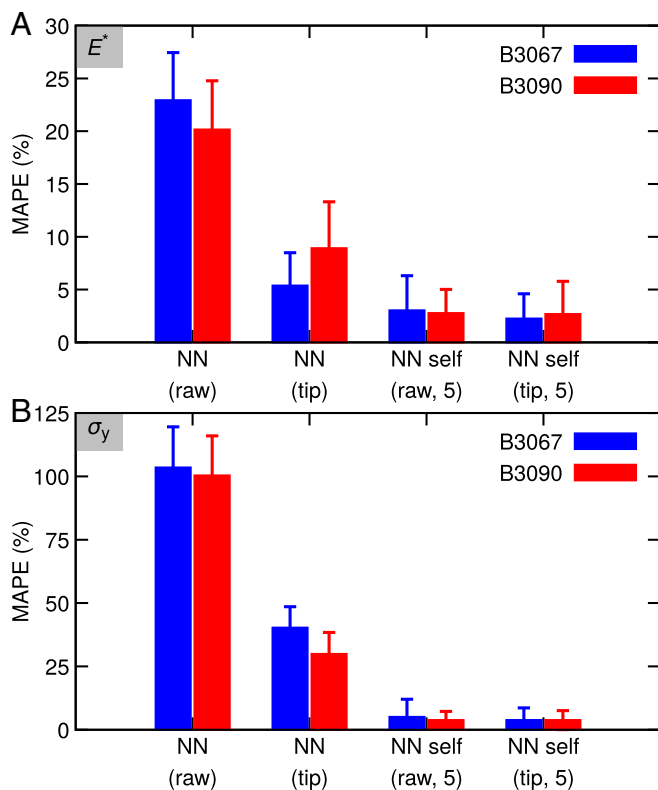 A
E*
B3067
B3090
MAPE (%)
30
25
20
15
10
5
0
NN NN NN self NN self
(raw) (tip) (raw, 5) (tip, 5)
B
σy
B3067
B3090
MAPE (%)
125
100
75
50
25
0
NN NN NN self NN self
(raw) (tip) (raw, 5) (tip, 5)